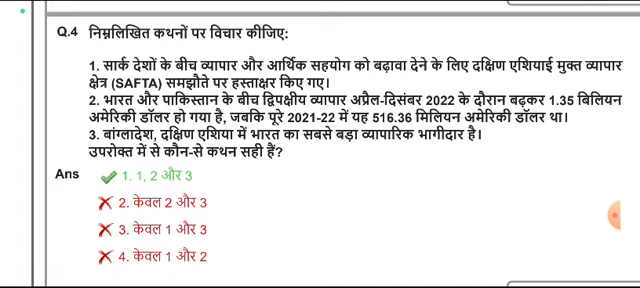 Q.4 निम्नलिखित कथनों पर विचार कीजिए:
1. सार्क देशों के बीच व्यापार और आर्थिक सहयोग को बढ़ावा देने के लिए दक्षिण एशियाई मुक्त व्यापार
क्षेत्र (SAFTA) समझौते पर हस्ताक्षर किए गए।
2. भारत और पाकिस्तान के बीच द्विपक्षीय व्यापार अप्रैल-दिसंबर 2022 के दौरान बढ़कर 1.35 बिलियन
अमेरिकी डॉलर हो गया है, जबकि पूरे 2021-22 में यह 516.36 मिलियन अमेरिकी डॉलर था।
3. बांग्लादेश, दक्षिण एशिया में भारत का सबसे बड़ा व्यापारिक भागीदार है।
उपरोक्त में से कौन-से कथन सही हैं?
Ans 1. 1, 2 और 3
2. केवल 2 और 3
3. केवल 1 और 3
4. केवल 1 और 2